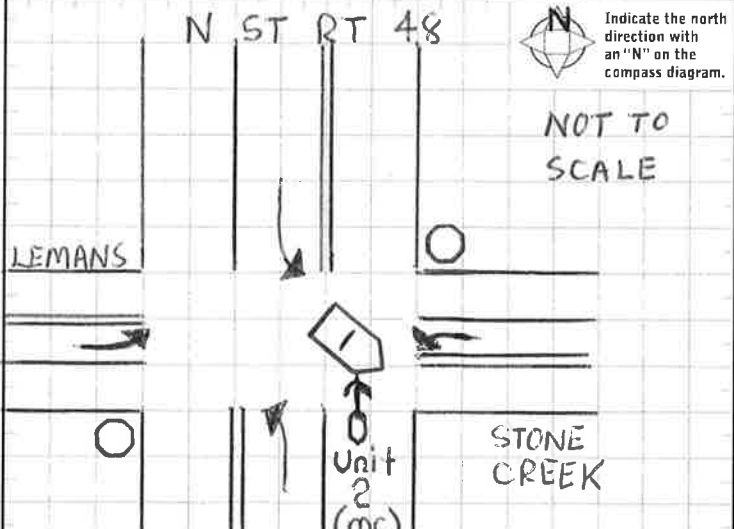 N ST RT 48
N
Indicate the north
direction with
an "N" on the
compass diagram.
NOT TO
SCALE
LEMANS
1
STONE
CREEK
Unit
2
(mc)